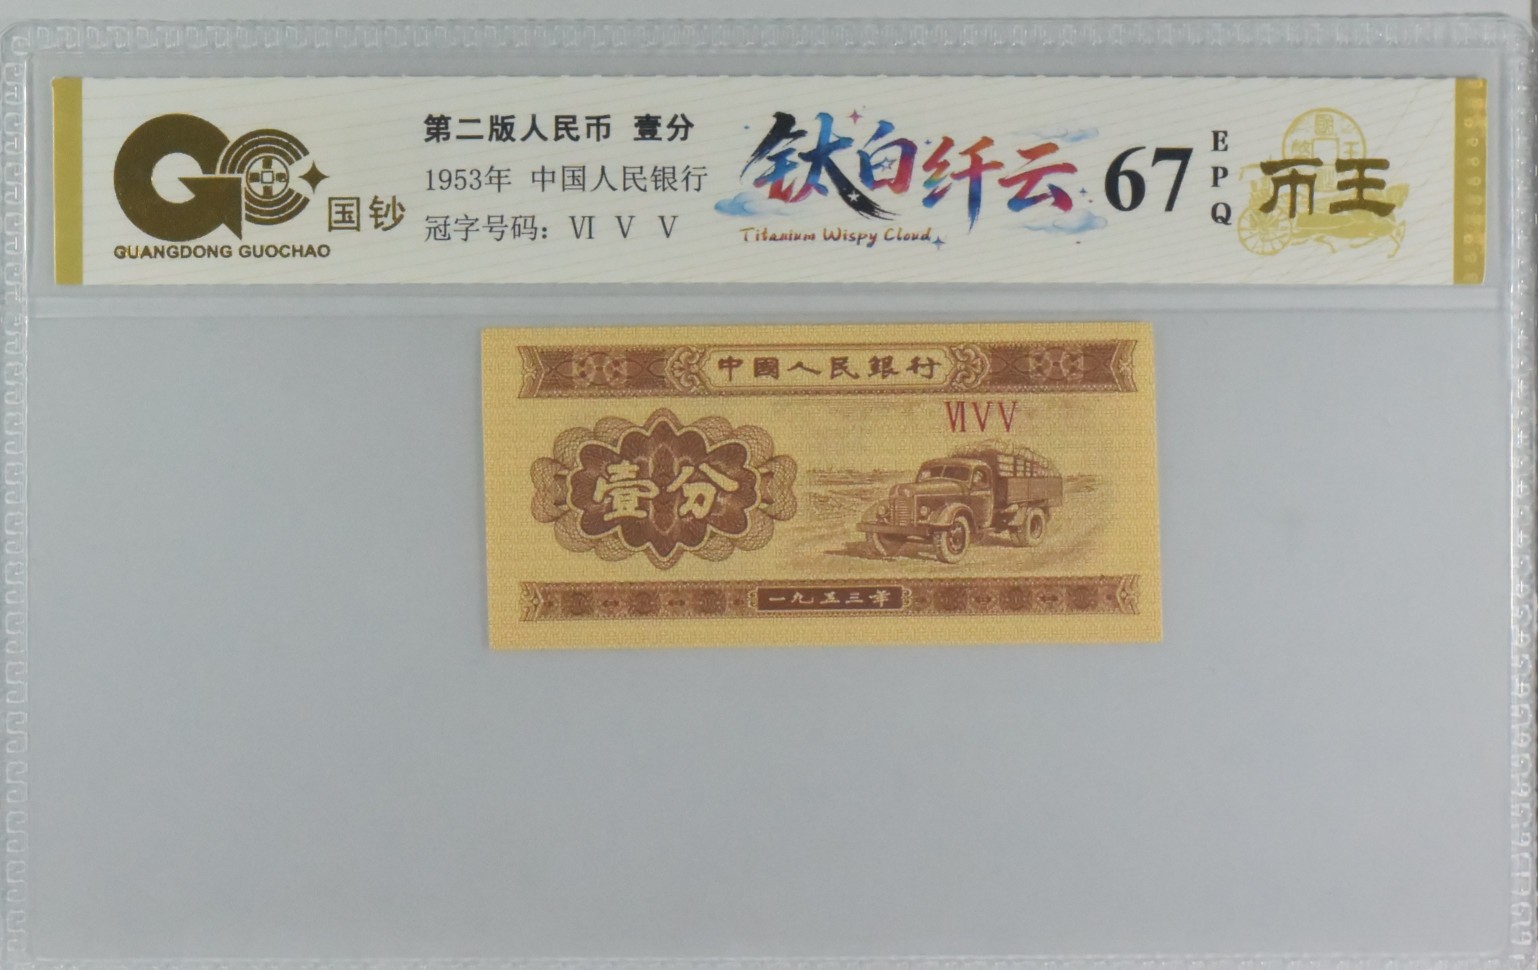 国钞
GUANGDONG GUOCHAO
第二版人民币 壹分
1953年 中国人民银行
冠字号码: Ⅵ Ⅴ Ⅴ
钛白纤云
Titanium Wispy Cloud
67
EPQ
币王
中國人民銀行
ⅥⅤⅤ
壹分
一九五三年